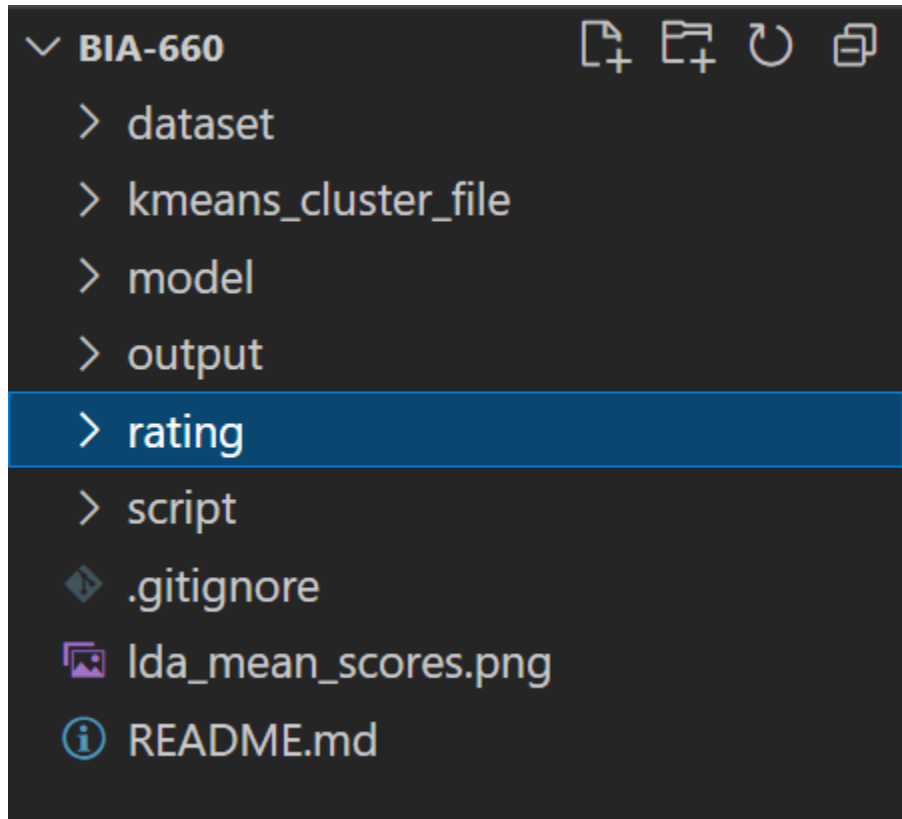 BIA-660
dataset
kmeans_cluster_file
model
output
rating
script
.gitignore
lda_mean_scores.png
README.md